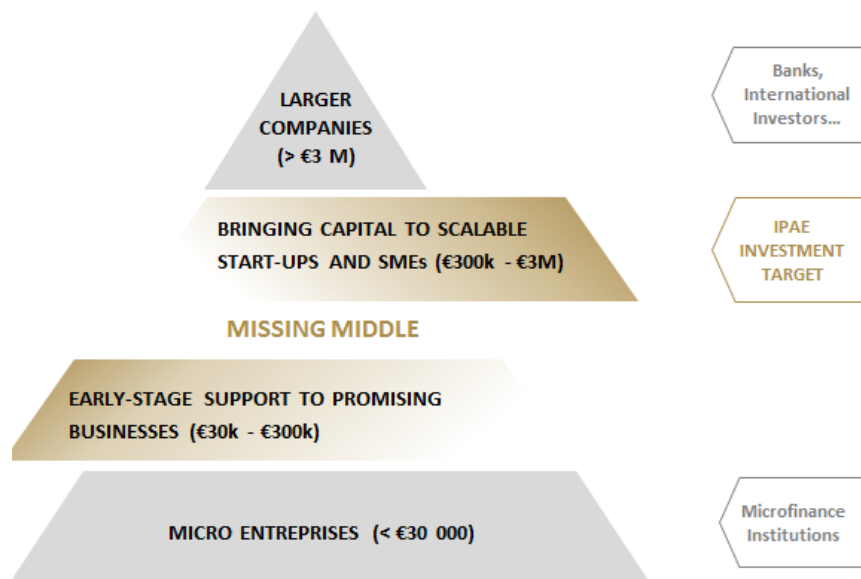 LARGER
COMPANIES
(> €3 M)
Banks,
International
Investors...
BRINGING CAPITAL TO SCALABLE
START-UPS AND SMEs (€300k - €3M)
IPAE
INVESTMENT
TARGET
MISSING MIDDLE
EARLY-STAGE SUPPORT TO PROMISING
BUSINESSES (€30k - €300k)
MICRO ENTREPRISES (< €30 000)
Microfinance
Institutions